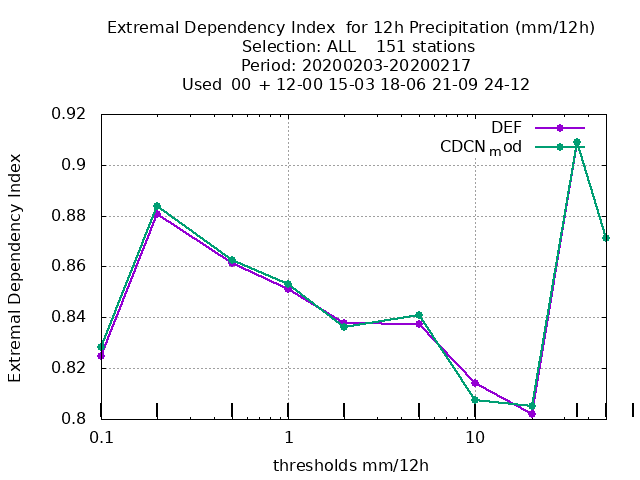 Extremal Dependency Index  for 12h Precipitation (mm/12h)
Selection: ALL    151 stations
Period: 20200203-20200217
Used  00 + 12-00 15-03 18-06 21-09 24-12
DEF
CDCN_mod
0.92
0.9
0.88
0.86
0.84
0.82
0.8
Extremal Dependency Index
0.1
1
10
thresholds mm/12h